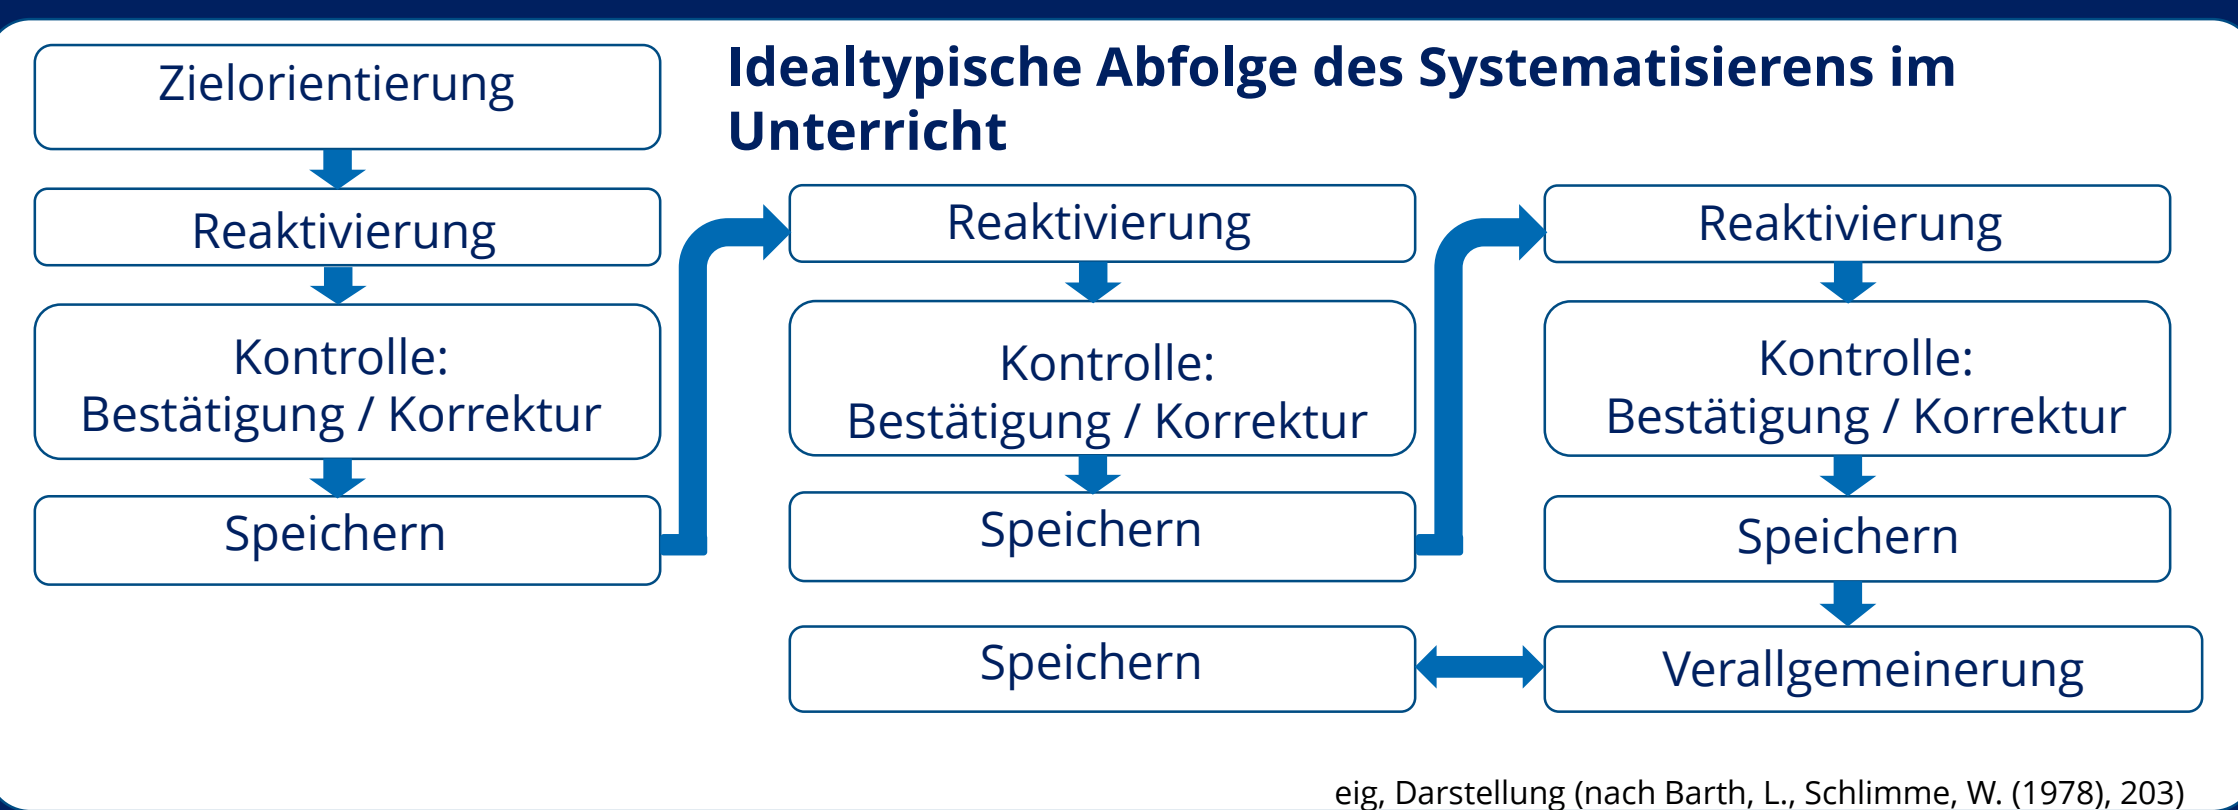 Idealtypische Abfolge des Systematisierens im
Unterricht
Zielorientierung
Reaktivierung
Kontrolle:
Bestätigung / Korrektur
Speichern
Reaktivierung
Kontrolle:
Bestätigung / Korrektur
Speichern
Reaktivierung
Kontrolle:
Bestätigung / Korrektur
Speichern
Verallgemeinerung
Speichern
eig, Darstellung (nach Barth, L., Schlimme, W. (1978), 203)